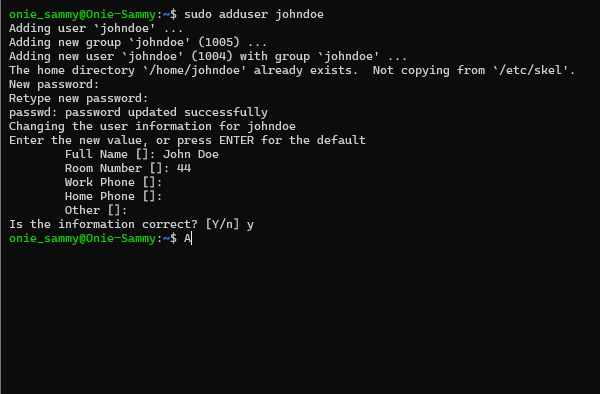 onie_sammy@Onie-Sammy:~$ sudo adduser johndoe
Adding user `johndoe' ...
Adding new group `johndoe' (1005) ...
Adding new user `johndoe' (1004) with group `johndoe' ...
The home directory `/home/johndoe' already exists.  Not copying from `/etc/skel'.
New password:
Retype new password:
passwd: password updated successfully
Changing the user information for johndoe
Enter the new value, or press ENTER for the default
        Full Name []: John Doe
        Room Number []: 44
        Work Phone []:
        Home Phone []:
        Other []:
Is the information correct? [Y/n] y
onie_sammy@Onie-Sammy:~$ A